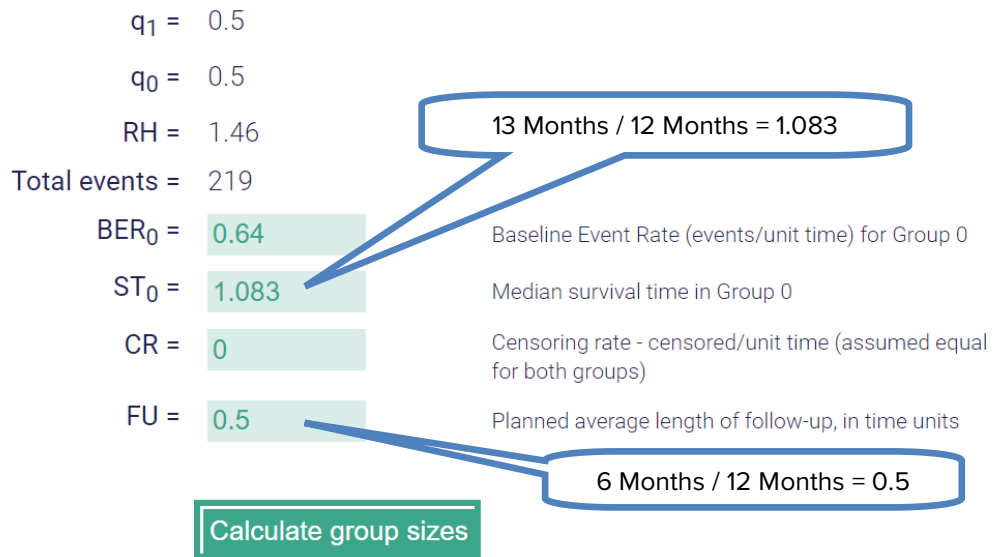 q1 = 0.5
q0 = 0.5
RH = 1.46
13 Months / 12 Months = 1.083
Total events = 219
BER0 = 0.64 Baseline Event Rate (events/unit time) for Group 0
ST0 = 1.083 Median survival time in Group 0
CR = 0 Censoring rate - censored/unit time (assumed equal
for both groups)
FU = 0.5 Planned average length of follow-up, in time units
6 Months / 12 Months = 0.5
Calculate group sizes